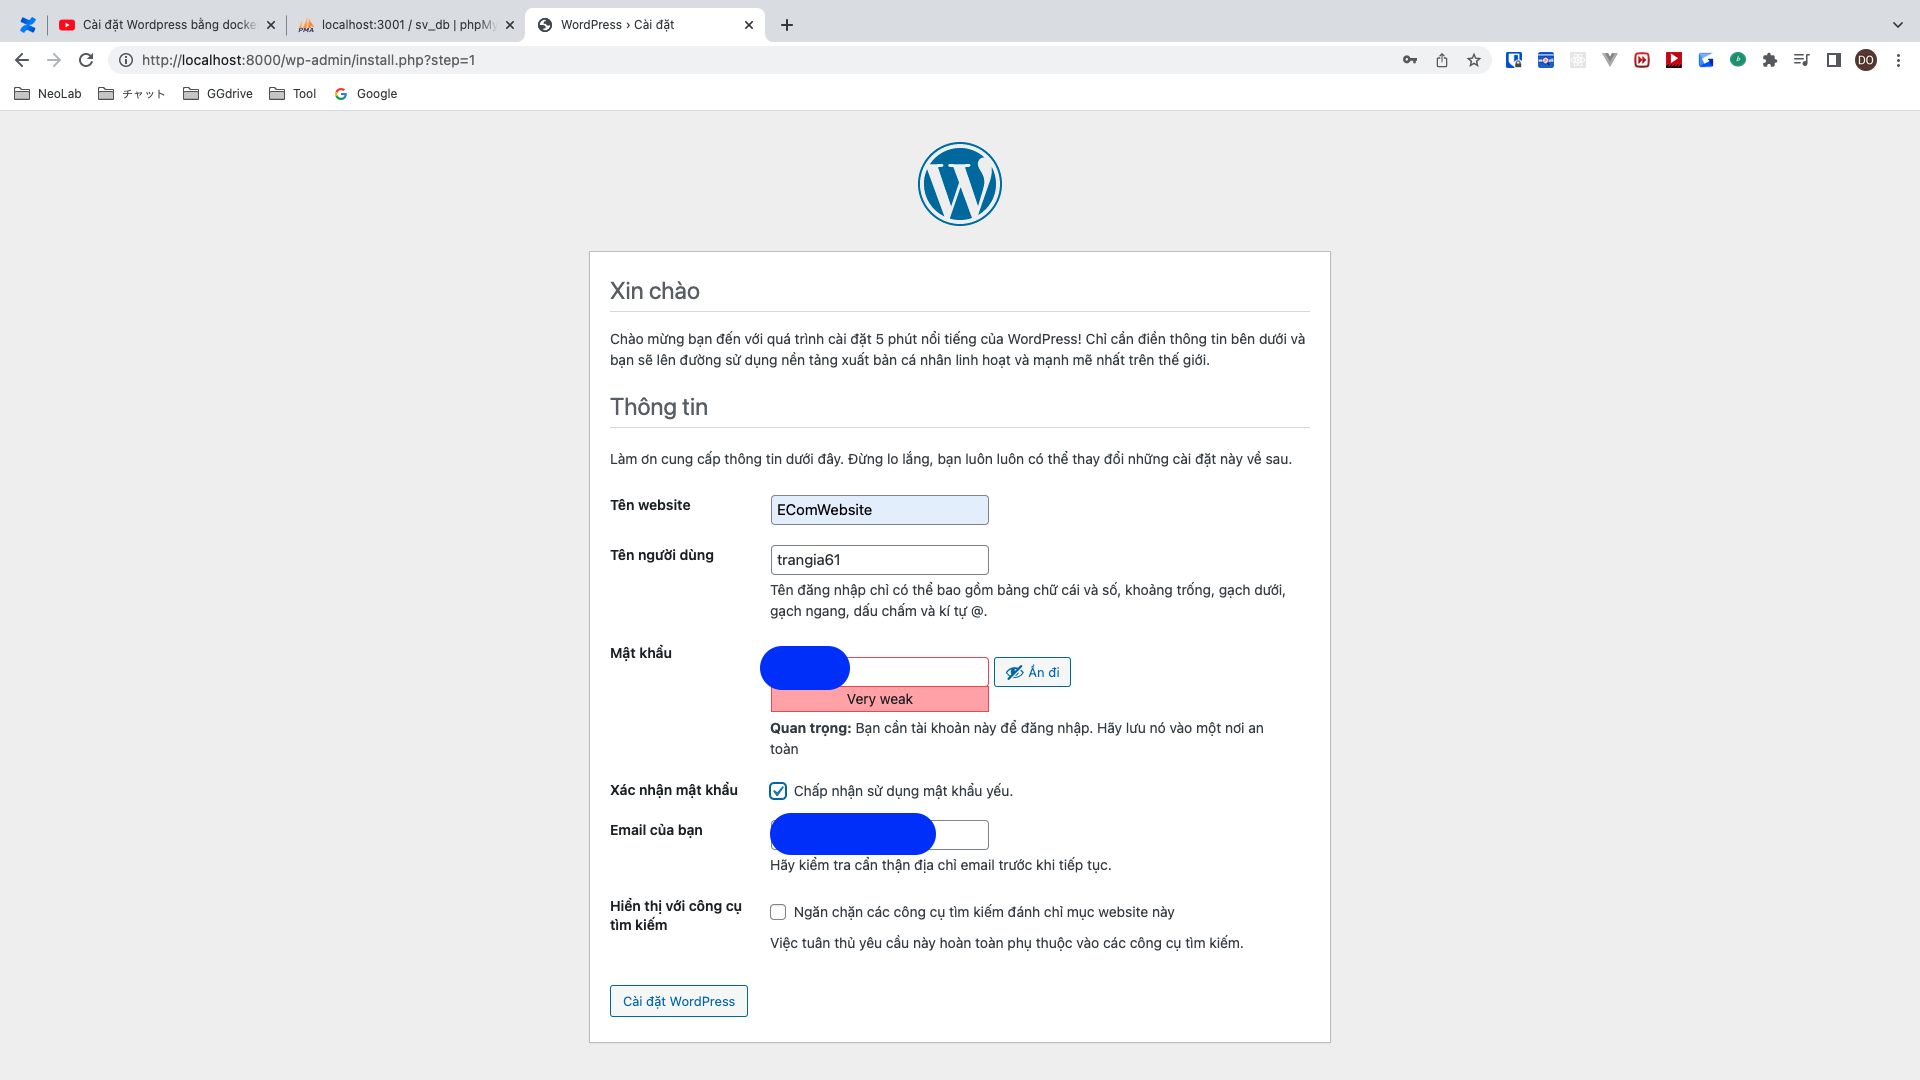 Cài đặt Wordpress bằng docke
localhost:3001 / sv_db | phpMy
WordPress › Cài đặt
http://localhost:8000/wp-admin/install.php?step=1
DO
NeoLab
チャット
GGdrive
Tool
Google
Xin chào
Chào mừng bạn đến với quá trình cài đặt 5 phút nổi tiếng của WordPress! Chỉ cần điền thông tin bên dưới và
bạn sẽ lên đường sử dụng nền tảng xuất bản cá nhân linh hoạt và mạnh mẽ nhất trên thế giới.
Thông tin
Làm ơn cung cấp thông tin dưới đây. Đừng lo lắng, bạn luôn luôn có thể thay đổi những cài đặt này về sau.
Tên website
EComWebsite
Tên người dùng
trangia61
Tên đăng nhập chỉ có thể bao gồm bảng chữ cái và số, khoảng trống, gạch dưới,
gạch ngang, dấu chấm và kí tự @.
Mật khẩu
Ẩn đi
Very weak
Quan trọng: Bạn cần tài khoản này để đăng nhập. Hãy lưu nó vào một nơi an
toàn
Xác nhận mật khẩu
Chấp nhận sử dụng mật khẩu yếu.
Email của bạn
Hãy kiểm tra cẩn thận địa chỉ email trước khi tiếp tục.
Hiển thị với công cụ
tìm kiếm
Ngăn chặn các công cụ tìm kiếm đánh chỉ mục website này
Việc tuân thủ yêu cầu này hoàn toàn phụ thuộc vào các công cụ tìm kiếm.
Cài đặt WordPress